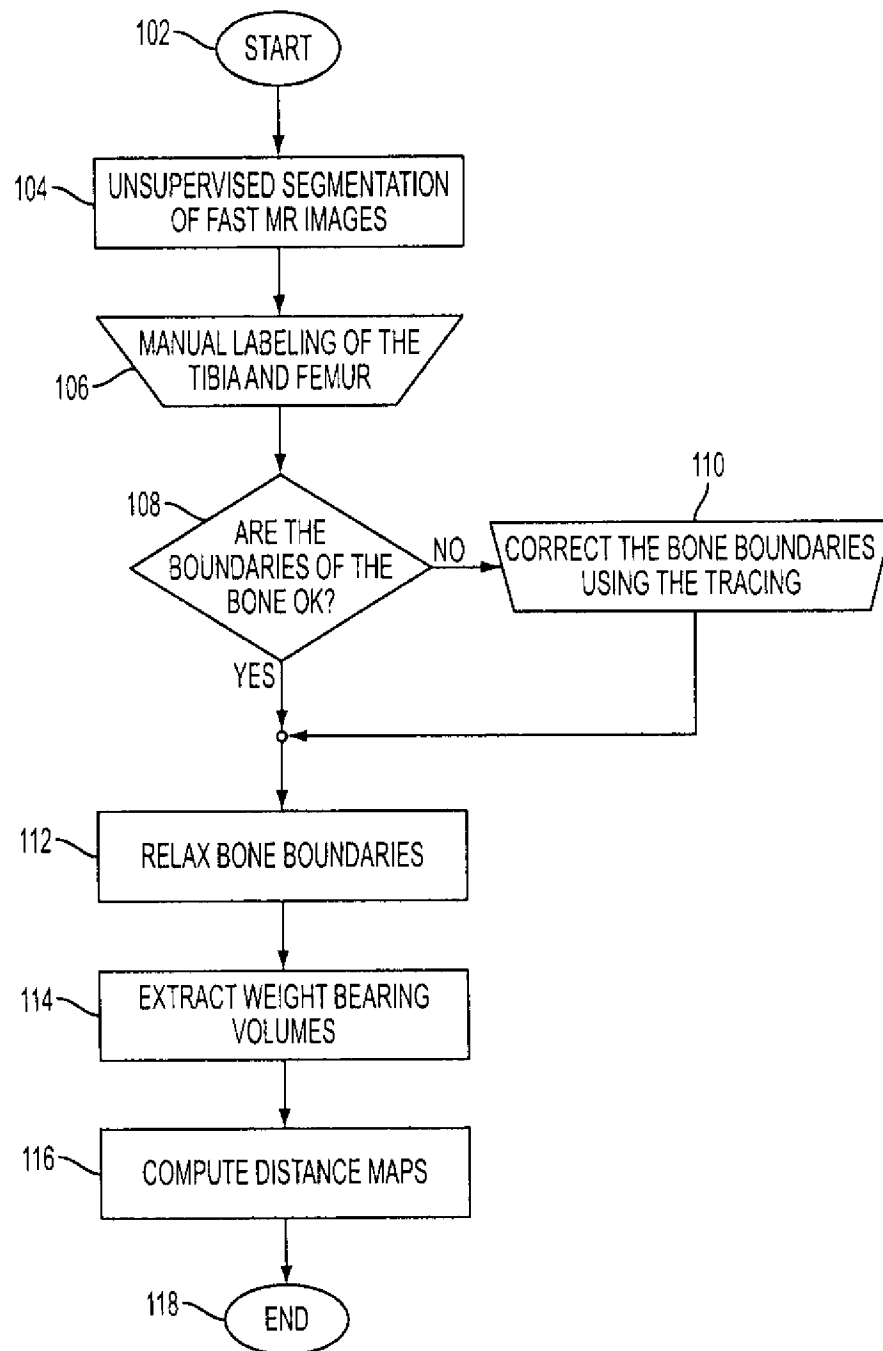 102
START
104
UNSUPERVISED SEGMENTATION
OF FAST MR IMAGES
MANUAL LABELING OF THE
TIBIA AND FEMUR
106
108
ARE THE
BOUNDARIES OF THE
BONE OK?
NO
110
CORRECT THE BONE BOUNDARIES
USING THE TRACING
YES
112
RELAX BONE BOUNDARIES
114
EXTRACT WEIGHT BEARING
VOLUMES
116
COMPUTE DISTANCE MAPS
118
END